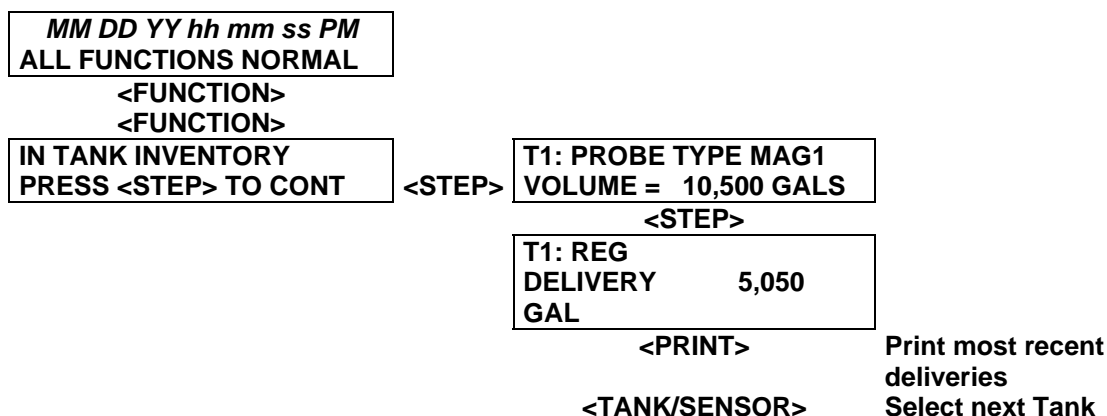 MM DD YY hh mm ss PM
ALL FUNCTIONS NORMAL
<FUNCTION>
<FUNCTION>
IN TANK INVENTORY
PRESS <STEP> TO CONT
<STEP>
T1: PROBE TYPE MAG1
VOLUME = 10,500 GALS
<STEP>
T1: REG
DELIVERY 5,050
GAL
<PRINT>
Print most recent
deliveries
<TANK/SENSOR>
Select next Tank